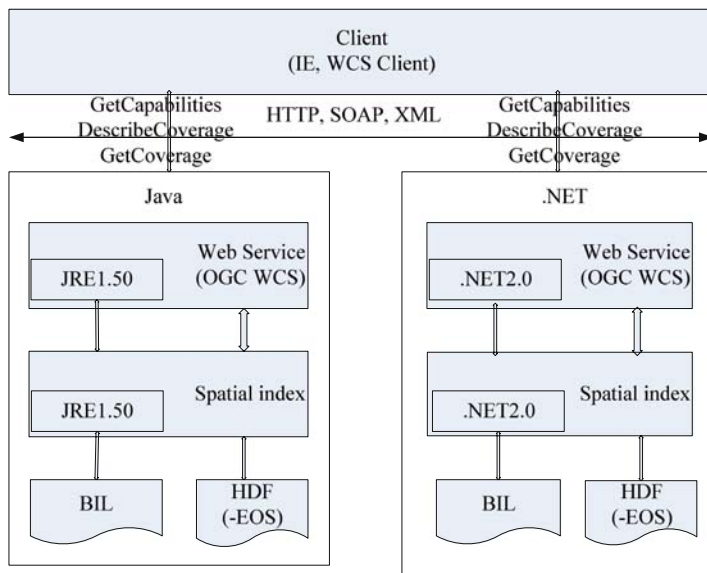 Client
(IE, WCS Client)
GetCapabilities
DescribeCoverage
GetCoverage
HTTP, SOAP, XML
GetCapabilities
DescribeCoverage
GetCoverage
Java
Web Service
(OGC WCS)
JRE1.50
Spatial index
JRE1.50
BIL
HDF
(-EOS)
.NET
Web Service
(OGC WCS)
.NET2.0
Spatial index
.NET2.0
BIL
HDF
(-EOS)